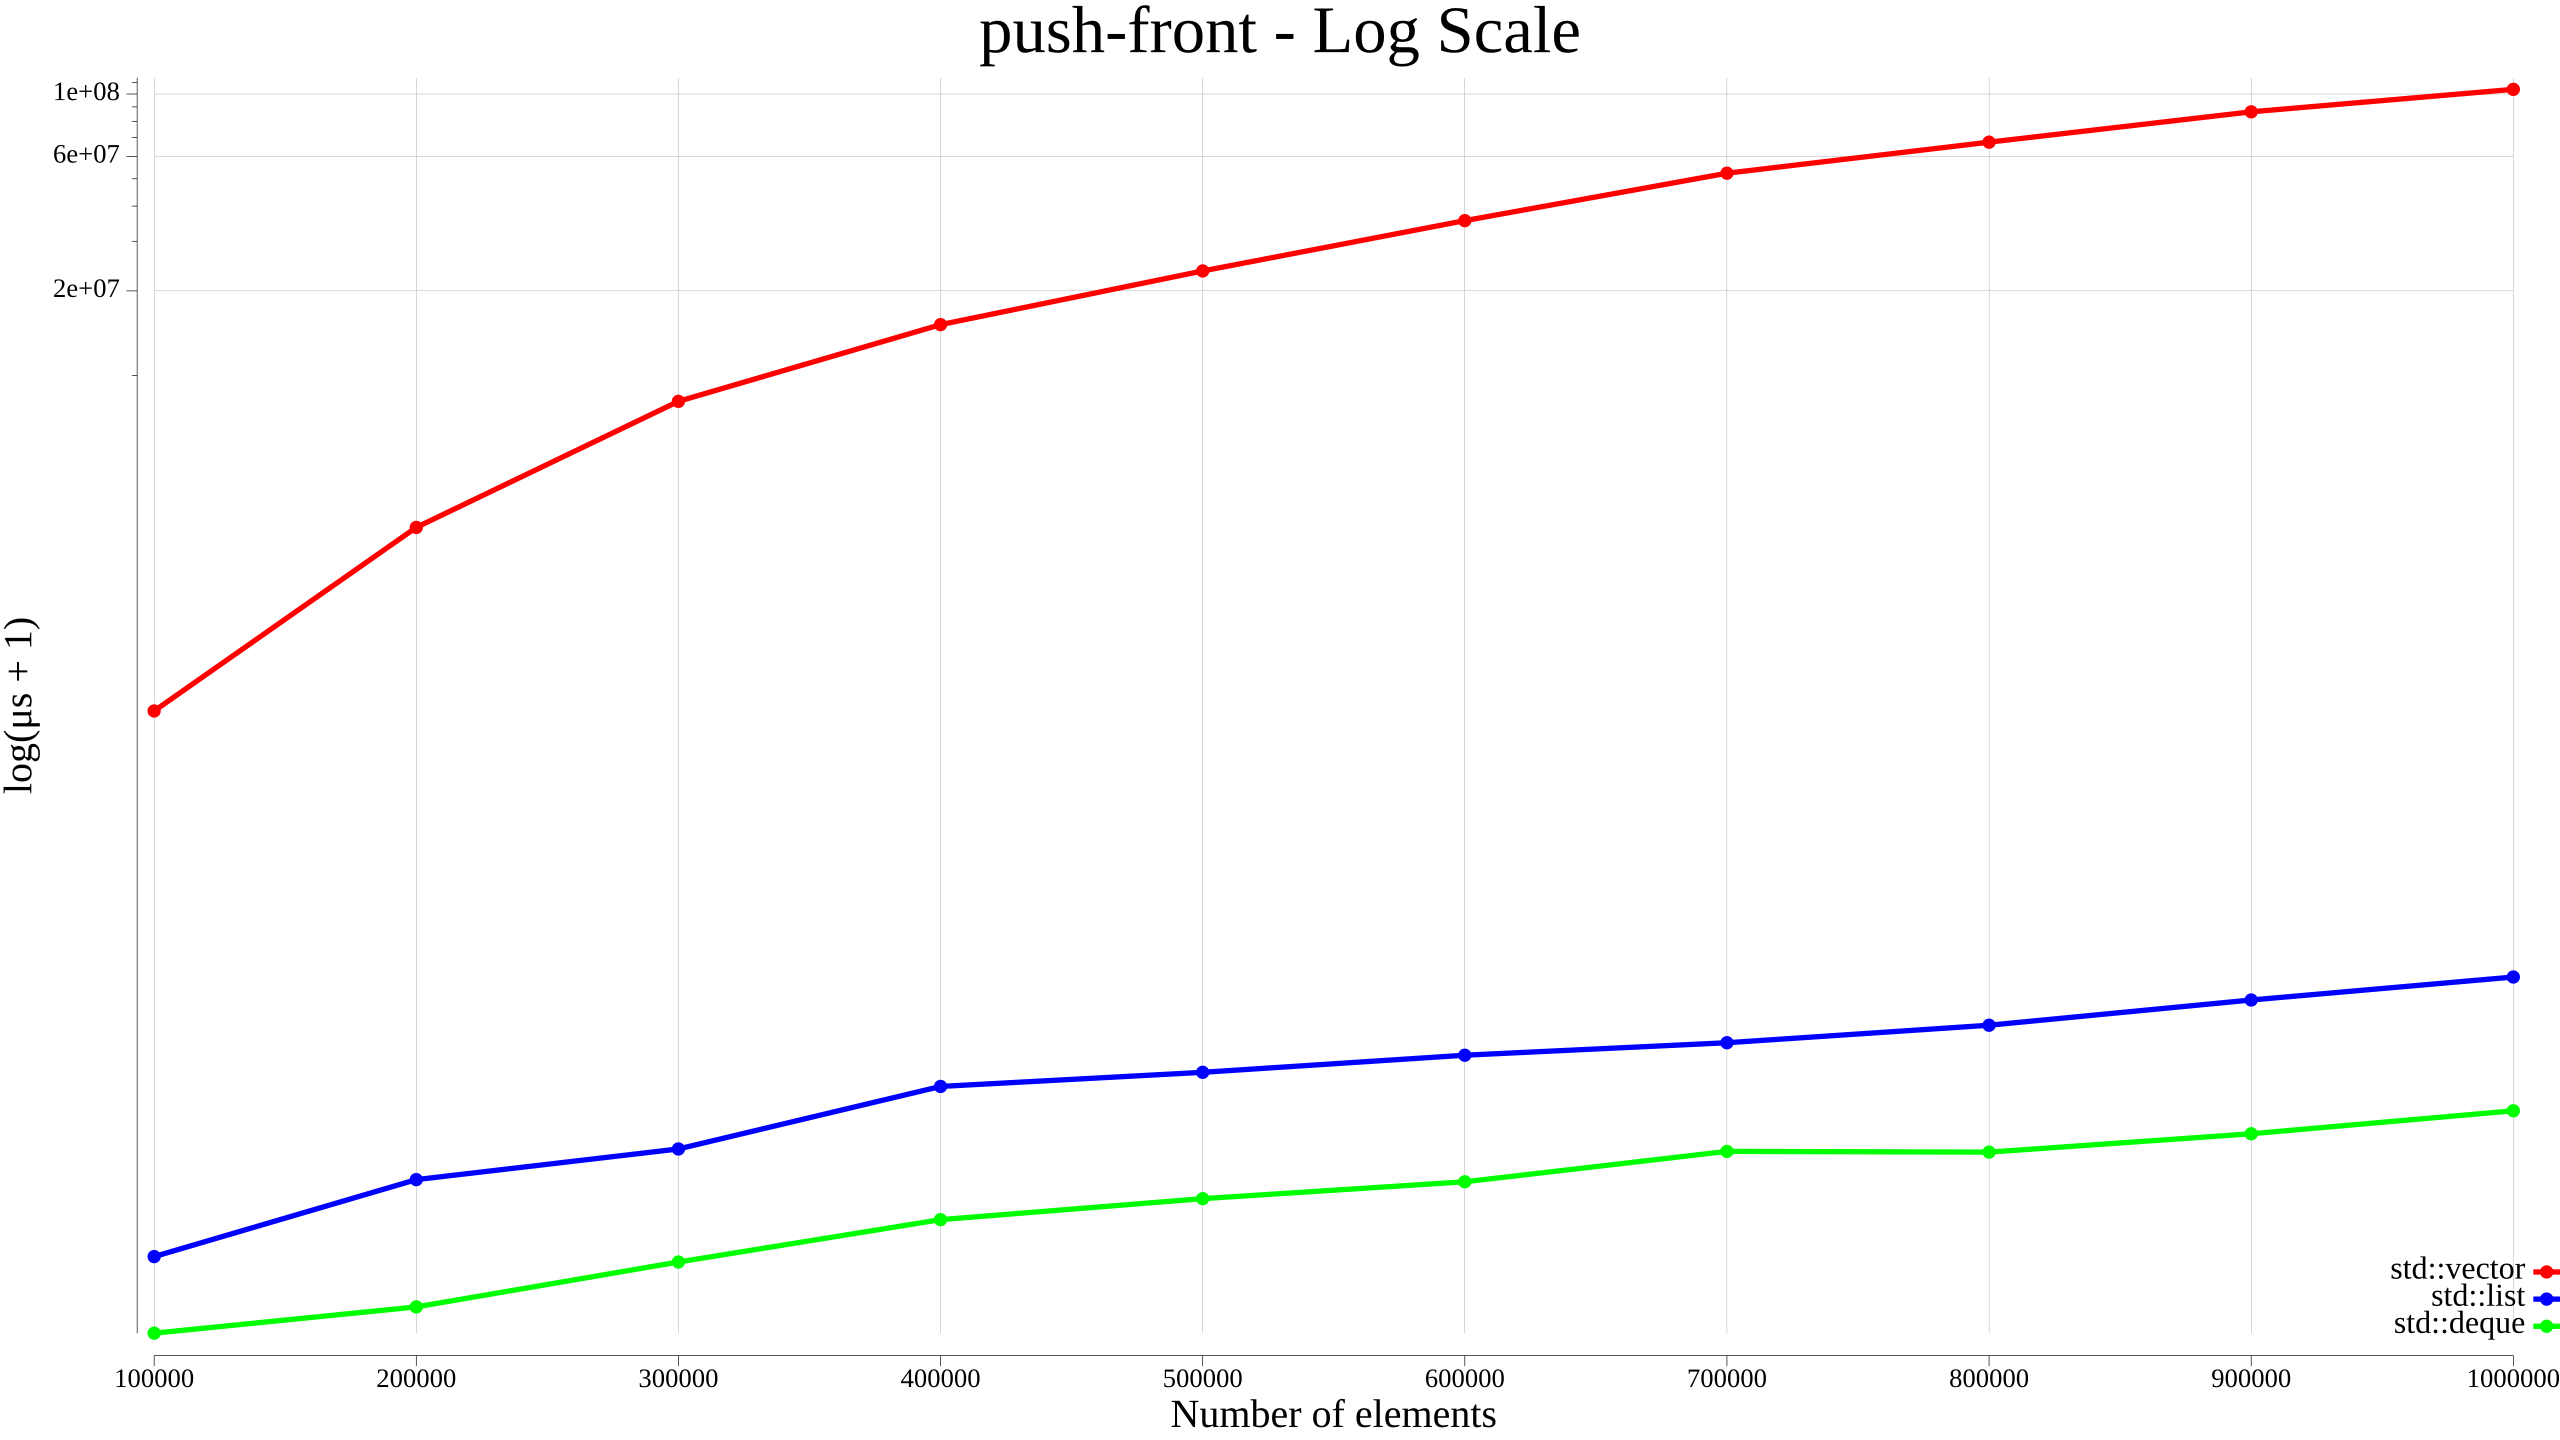 push-front - Log Scale
1e+08
6e+07
2e+07
log(μs + 1)
std::vector
std::list
std::deque
100000 200000 300000 400000 500000 600000 700000 800000 900000 1000000
Number of elements